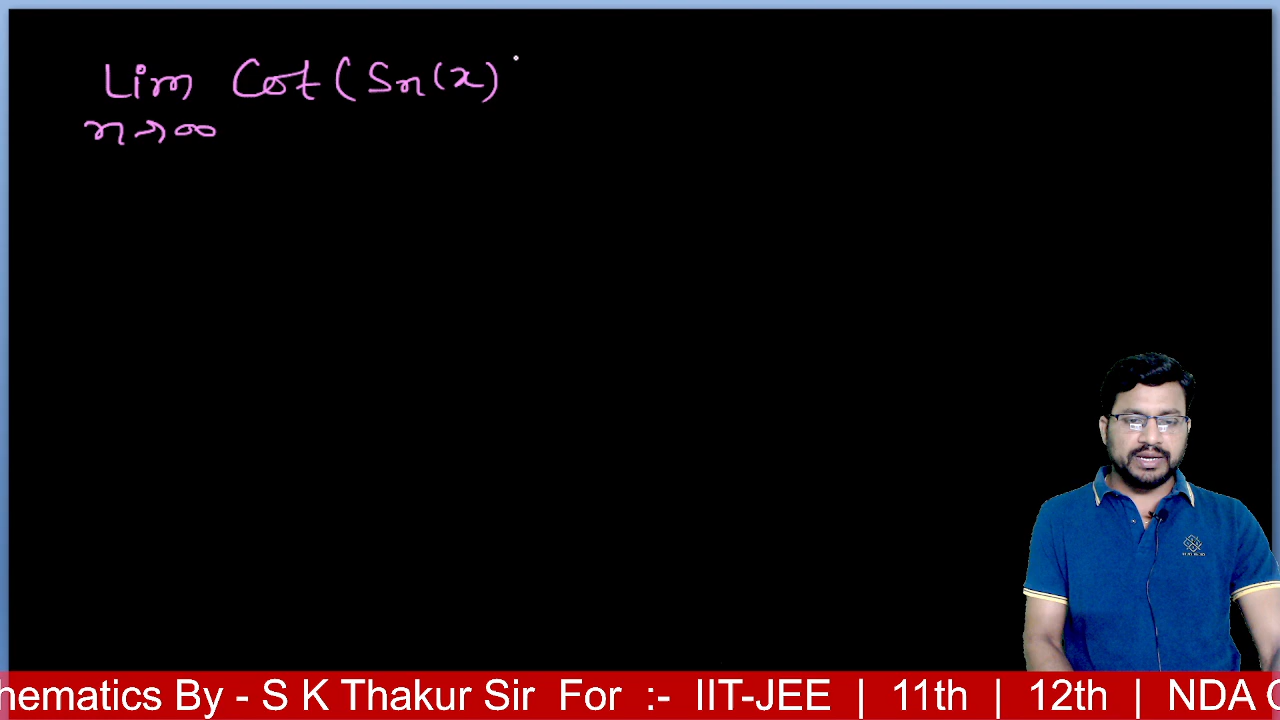 Lim Cot(Sn(x)
n→∞
hematics By - S K Thakur Sir For :- IIT-JEE | 11th | 12th | NDA